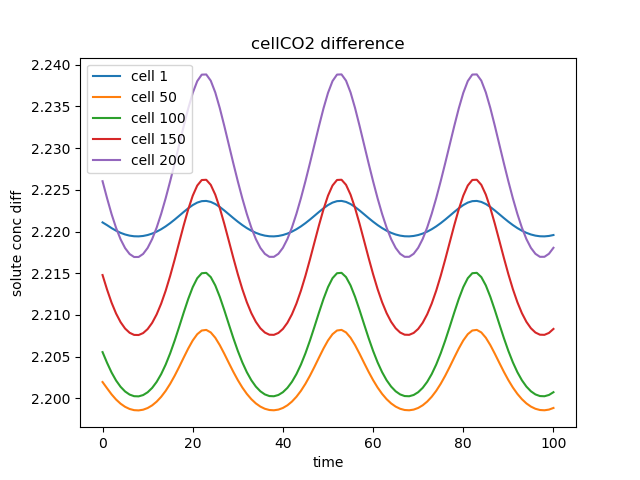 cellCO2 difference
2.240
2.235
2.230
2.225
2.220
2.215
2.210
2.205
2.200
solute conc diff
cell 1
cell 50
cell 100
cell 150
cell 200
0 20 40 60 80 100
time